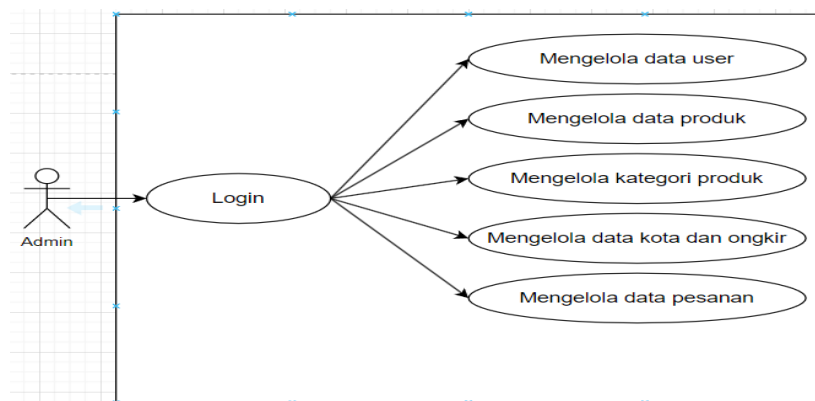 Mengelola data user
Mengelola data produk
Mengelola kategori produk
Login
Admin
Mengelola data kota dan ongkir
Mengelola data pesanan